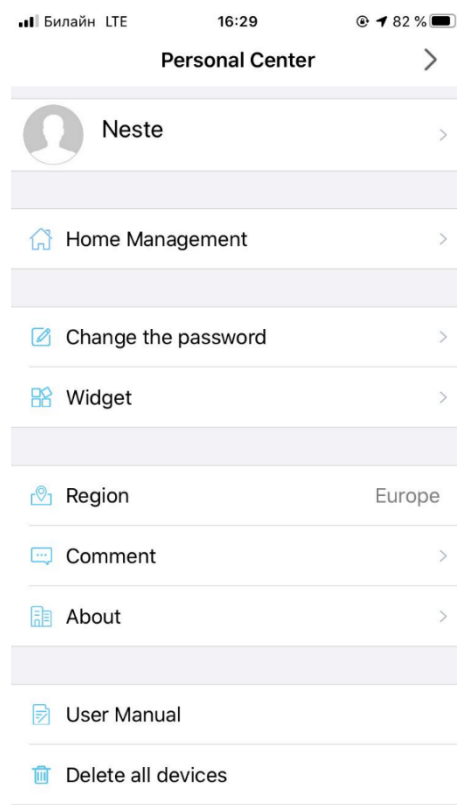 Билайн LTE 16:29 82 %
Personal Center
Neste
Home Management
Change the password
Widget
Region Europe
Comment
About
User Manual
Delete all devices